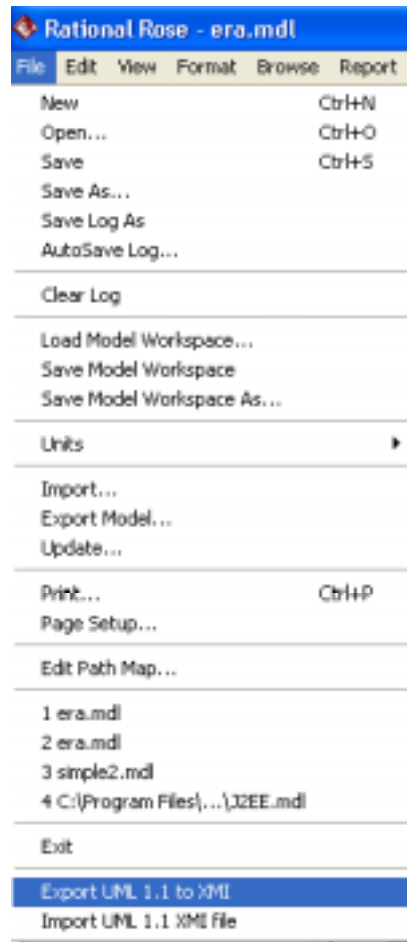 Rational Rose - era.mdl
File Edit View Format Browse Report
New Ctrl+N
Open... Ctrl+O
Save Ctrl+S
Save As...
Save Log As
AutoSave Log...
Clear Log
Load Model Workspace...
Save Model Workspace
Save Model Workspace As...
Units
Import...
Export Model...
Update...
Print... Ctrl+P
Page Setup...
Edit Path Map...
1 era.mdl
2 era.mdl
3 simple2.mdl
4 C:\Program Files\...\J2EE.mdl
Exit
Export UML 1.1 to XMI
Import UML 1.1 XMI file